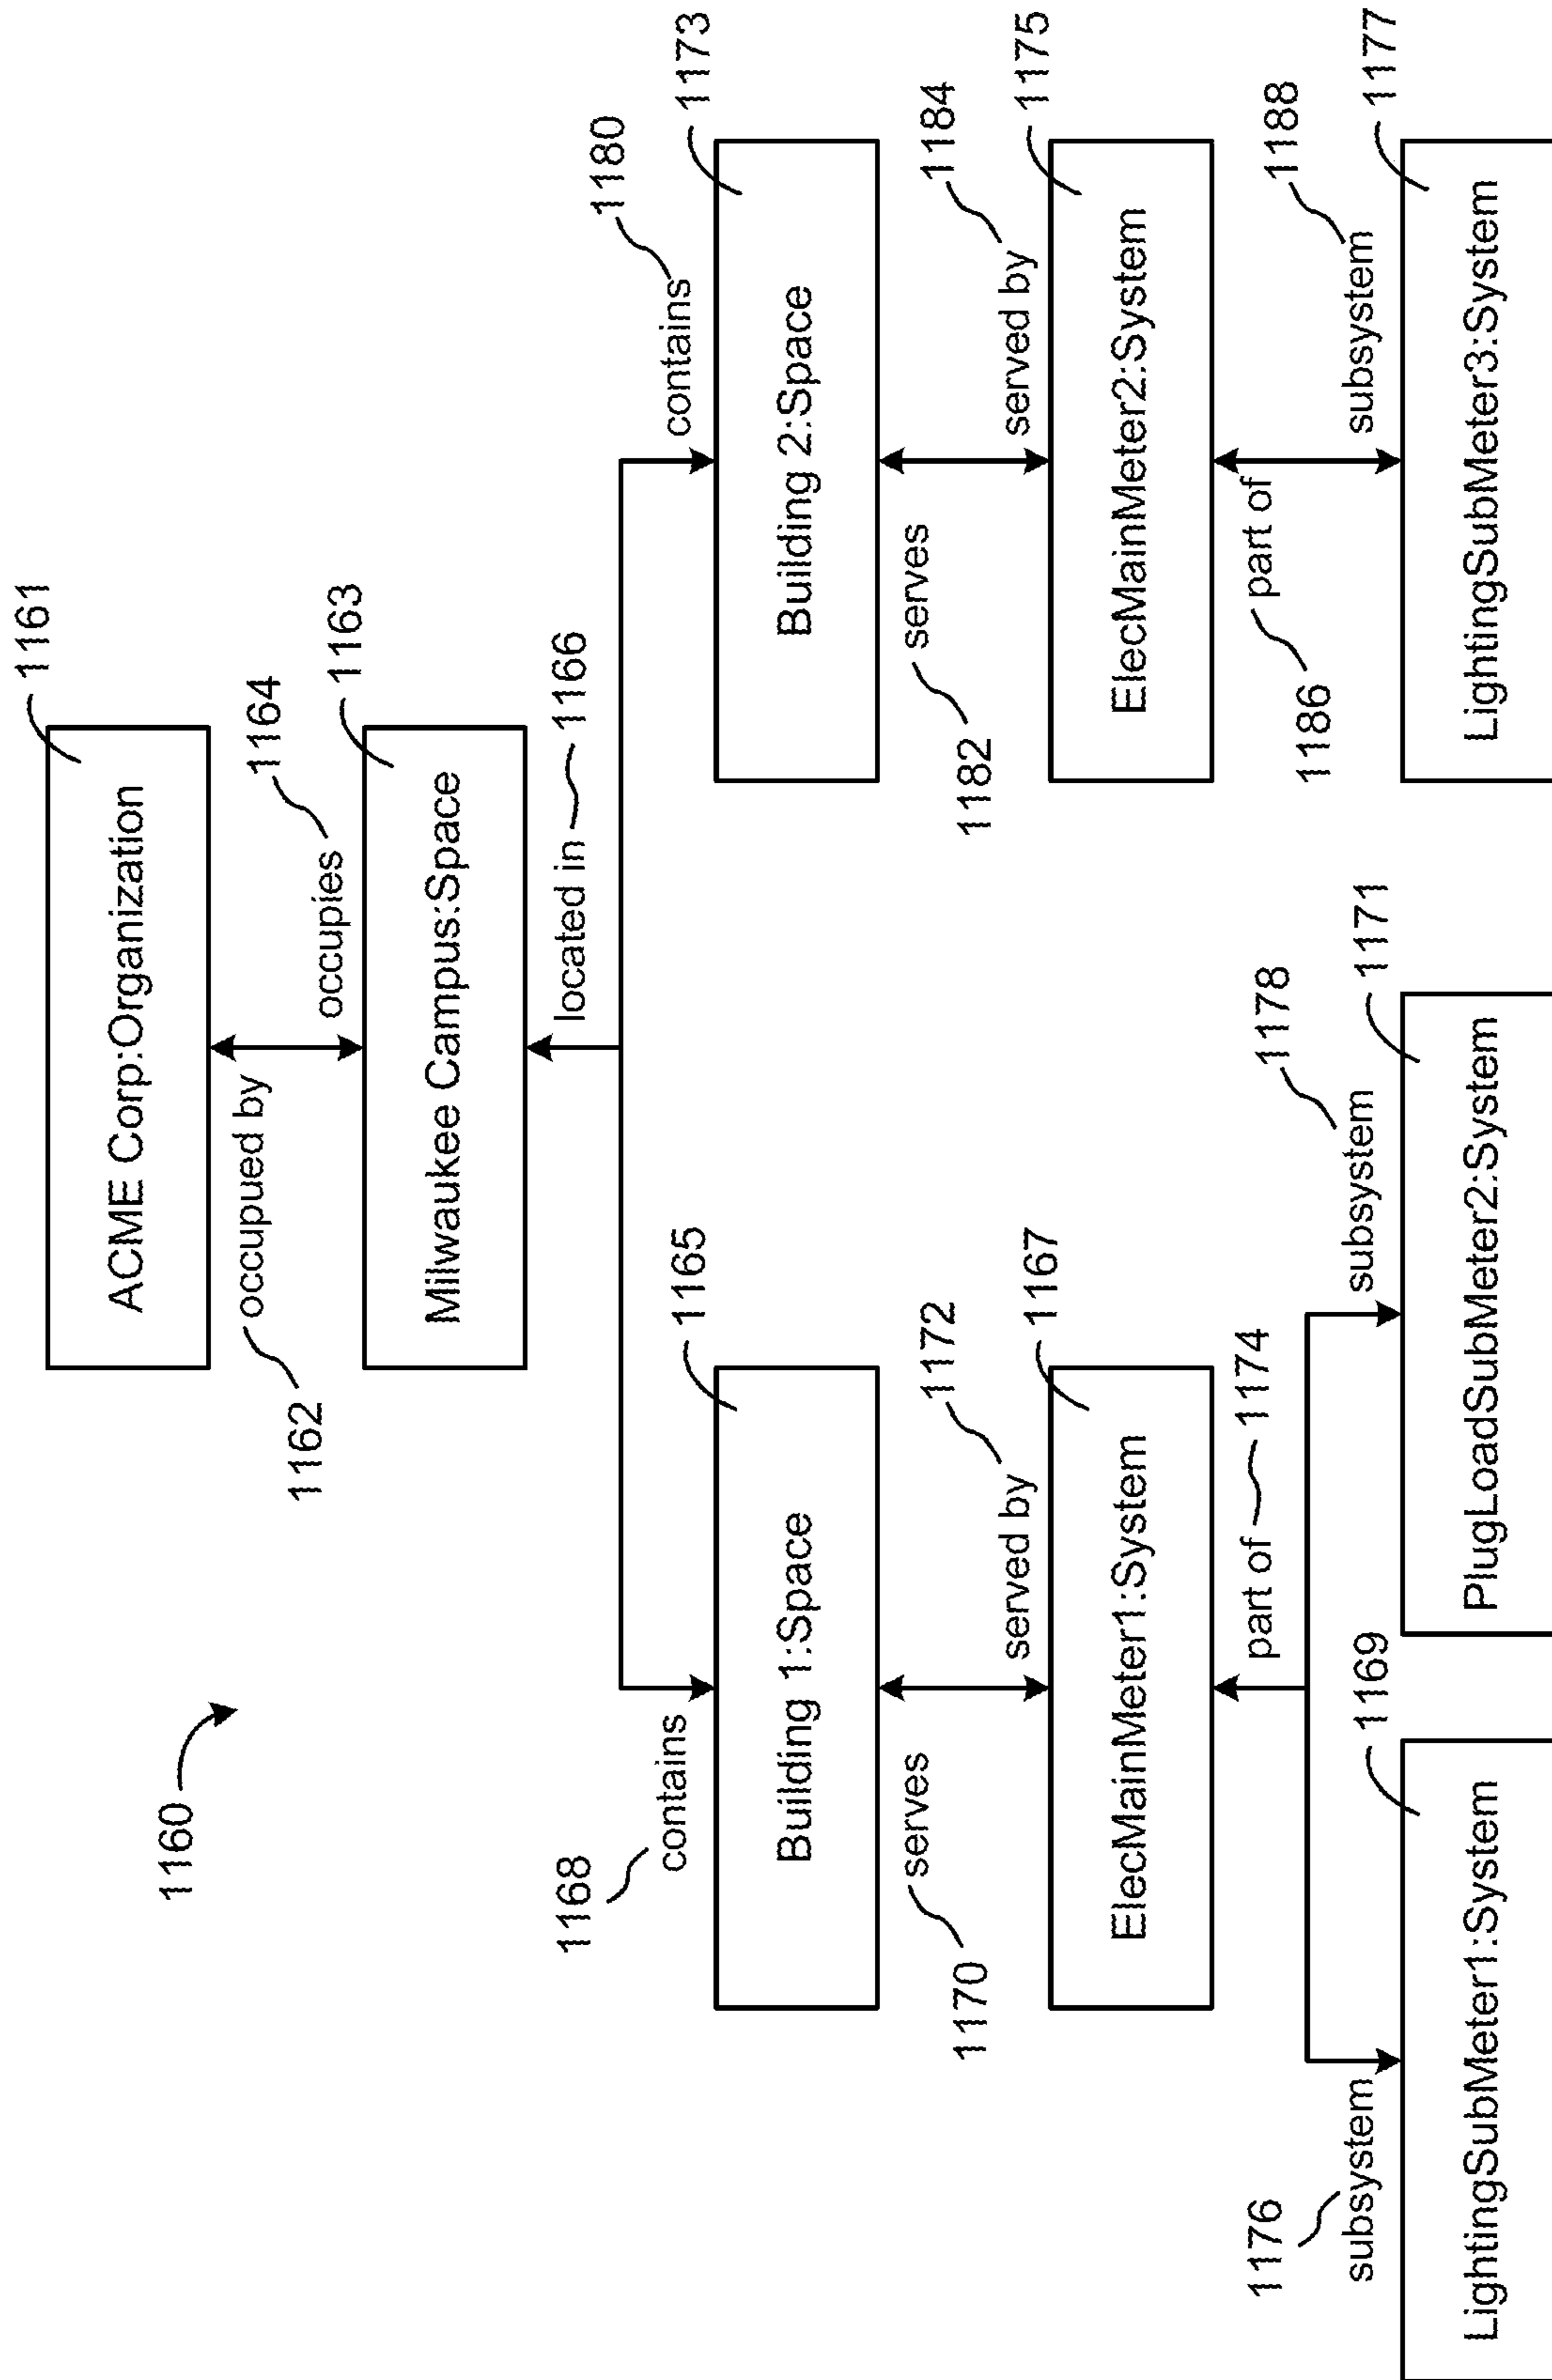 1160
ACME Corp:Organization
1161
occupued by
1162
occupies
1164
Milwaukee Campus:Space
1163
located in
1166
contains
1168
contains
1180
Building 1:Space
1165
Building 2:Space
1173
serves
1170
served by
1172
serves
1182
served by
1184
ElecMainMeter1:System
1167
ElecMainMeter2:System
1175
part of
1174
part of
1186
subsystem
1176
subsystem
1178
subsystem
1188
LightingSubMeter1:System
1169
PlugLoadSubMeter2:System
1171
LightingSubMeter3:System
1177